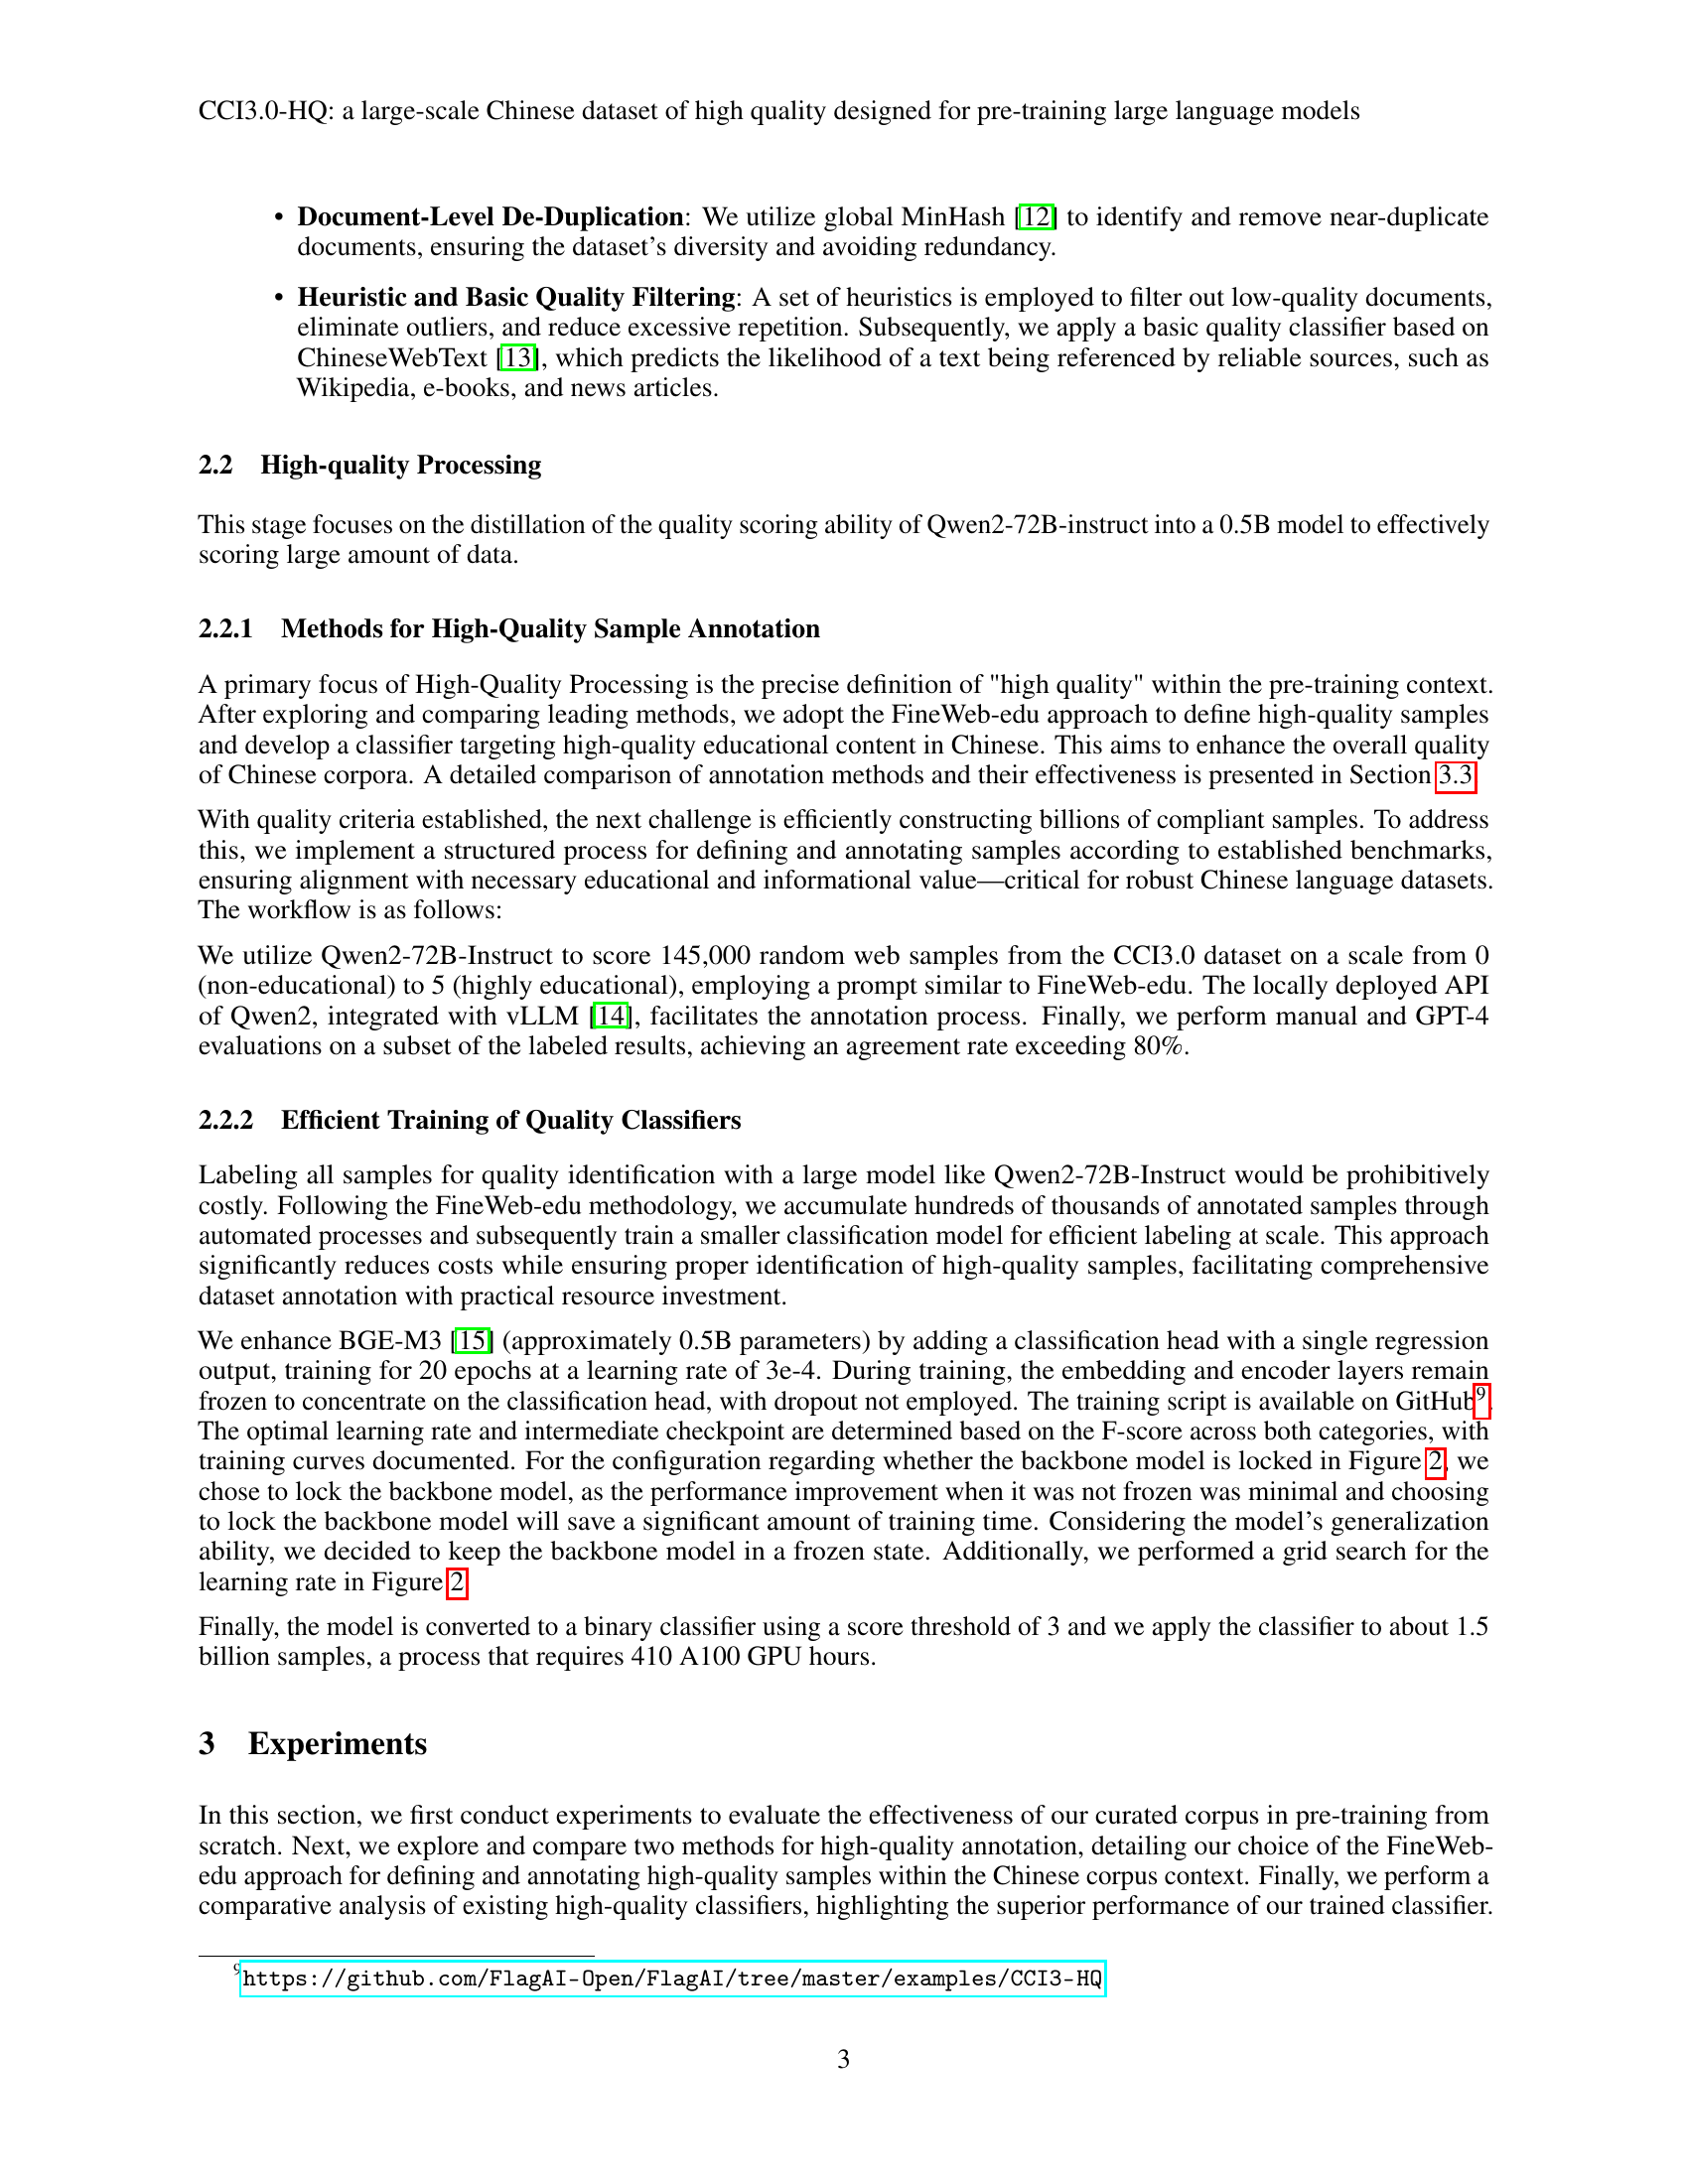 CCI3.0-HQ: a large-scale Chinese dataset of high quality designed for pre-training large language models
• Document-Level De-Duplication: We utilize global MinHash [12] to identify and remove near-duplicate
documents, ensuring the dataset's diversity and avoiding redundancy.
• Heuristic and Basic Quality Filtering: A set of heuristics is employed to filter out low-quality documents,
eliminate outliers, and reduce excessive repetition. Subsequently, we apply a basic quality classifier based on
ChineseWebText [13], which predicts the likelihood of a text being referenced by reliable sources, such as
Wikipedia, e-books, and news articles.
2.2 High-quality Processing
This stage focuses on the distillation of the quality scoring ability of Qwen2-72B-instruct into a 0.5B model to effectively
scoring large amount of data.
2.2.1 Methods for High-Quality Sample Annotation
A primary focus of High-Quality Processing is the precise definition of "high quality" within the pre-training context.
After exploring and comparing leading methods, we adopt the FineWeb-edu approach to define high-quality samples
and develop a classifier targeting high-quality educational content in Chinese. This aims to enhance the overall quality
of Chinese corpora. A detailed comparison of annotation methods and their effectiveness is presented in Section 3.3
With quality criteria established, the next challenge is efficiently constructing billions of compliant samples. To address
this, we implement a structured process for defining and annotating samples according to established benchmarks,
ensuring alignment with necessary educational and informational value—critical for robust Chinese language datasets.
The workflow is as follows:
We utilize Qwen2-72B-Instruct to score 145,000 random web samples from the CCI3.0 dataset on a scale from 0
(non-educational) to 5 (highly educational), employing a prompt similar to FineWeb-edu. The locally deployed API
of Qwen2, integrated with vLLM [14], facilitates the annotation process. Finally, we perform manual and GPT-4
evaluations on a subset of the labeled results, achieving an agreement rate exceeding 80%.
2.2.2 Efficient Training of Quality Classifiers
Labeling all samples for quality identification with a large model like Qwen2-72B-Instruct would be prohibitively
costly. Following the FineWeb-edu methodology, we accumulate hundreds of thousands of annotated samples through
automated processes and subsequently train a smaller classification model for efficient labeling at scale. This approach
significantly reduces costs while ensuring proper identification of high-quality samples, facilitating comprehensive
dataset annotation with practical resource investment.
We enhance BGE-M3 [15] (approximately 0.5B parameters) by adding a classification head with a single regression
output, training for 20 epochs at a learning rate of 3e-4. During training, the embedding and encoder layers remain
frozen to concentrate on the classification head, with dropout not employed. The training script is available on GitHub9.
The optimal learning rate and intermediate checkpoint are determined based on the F-score across both categories, with
training curves documented. For the configuration regarding whether the backbone model is locked in Figure 2, we
chose to lock the backbone model, as the performance improvement when it was not frozen was minimal and choosing
to lock the backbone model will save a significant amount of training time. Considering the model's generalization
ability, we decided to keep the backbone model in a frozen state. Additionally, we performed a grid search for the
learning rate in Figure 2
Finally, the model is converted to a binary classifier using a score threshold of 3 and we apply the classifier to about 1.5
billion samples, a process that requires 410 A100 GPU hours.
3 Experiments
In this section, we first conduct experiments to evaluate the effectiveness of our curated corpus in pre-training from
scratch. Next, we explore and compare two methods for high-quality annotation, detailing our choice of the FineWeb-
edu approach for defining and annotating high-quality samples within the Chinese corpus context. Finally, we perform a
comparative analysis of existing high-quality classifiers, highlighting the superior performance of our trained classifier.
9https://github.com/FlagAI-Open/FlagAI/tree/master/examples/CCI3-HQ
3